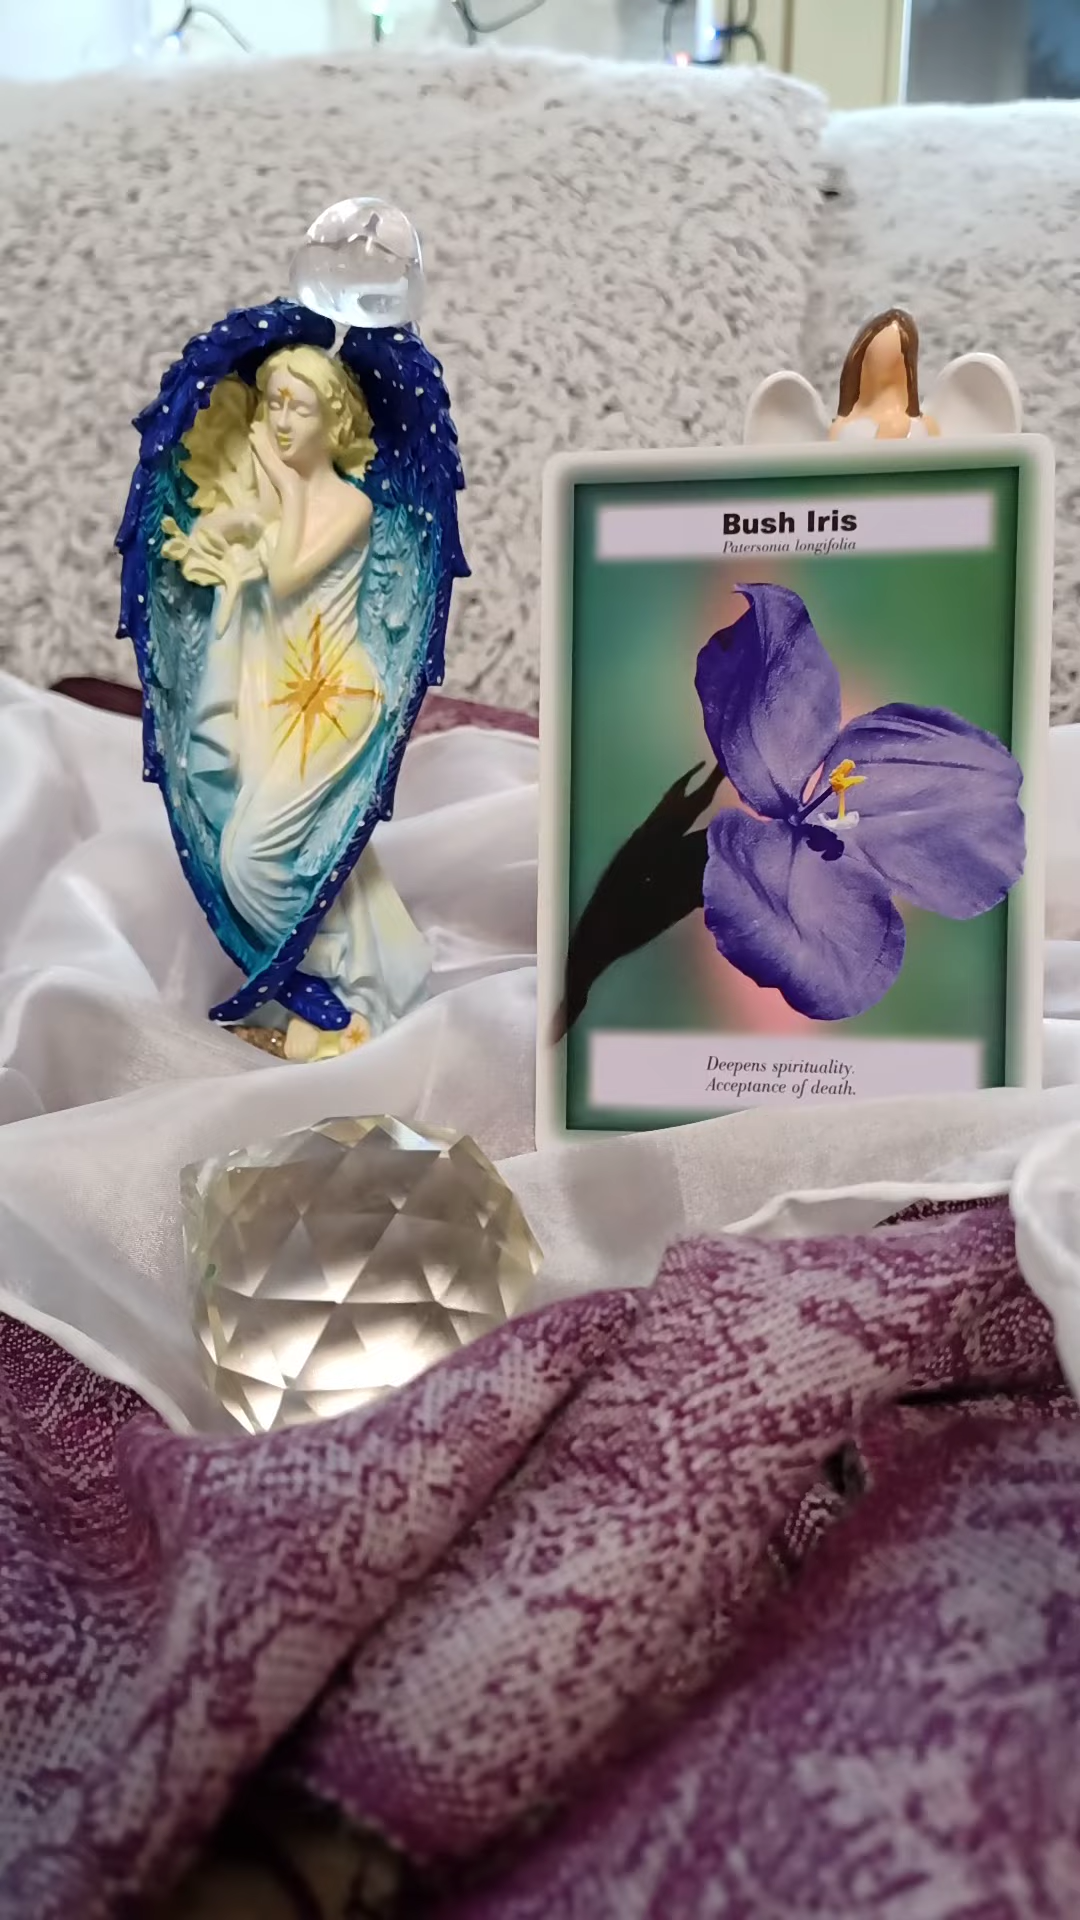 Bush Iris
Patersonia longifolia
Deepens spirituality.
Acceptance of death.